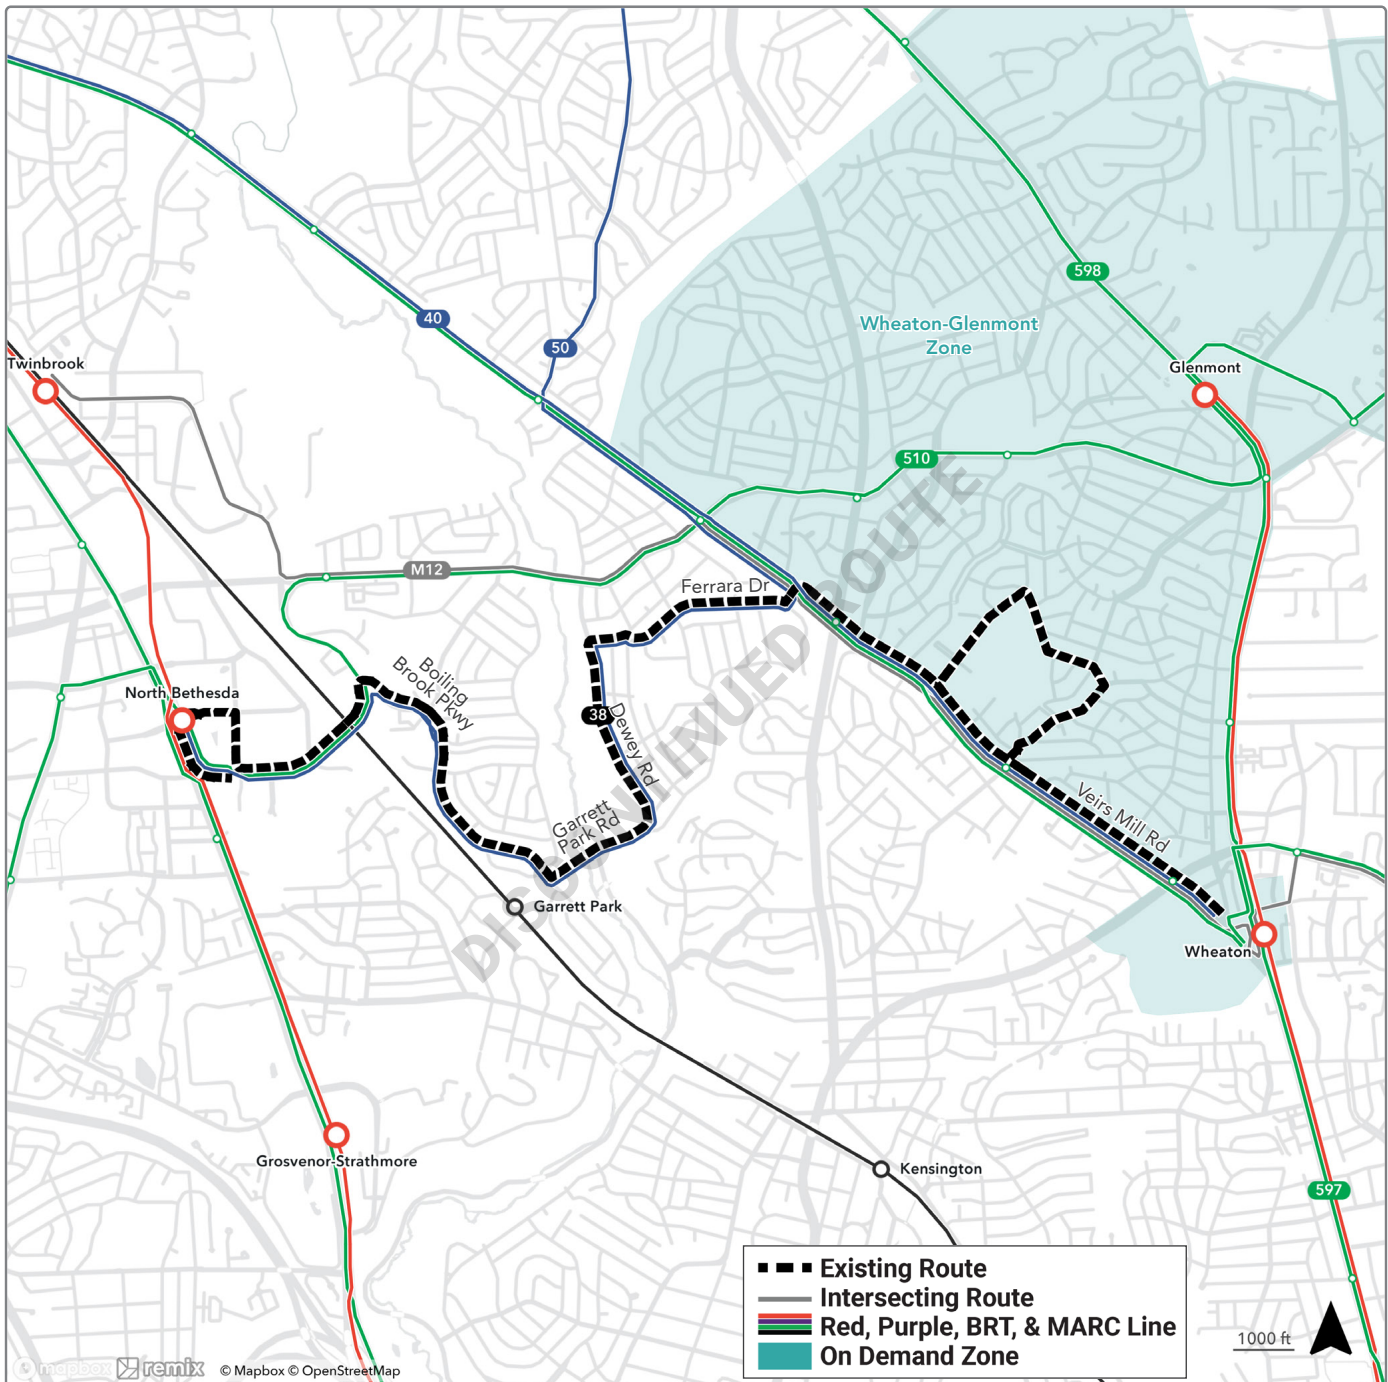 40
50
598
Wheaton-Glenmont
Zone
Twinbrook
Glenmont
510
M12
DISCONTINUED ROUTE
Ferrara Dr
Boiling
Brook Pkwy
North Bethesda
38
Dewey Rd
Garrett
Park Rd
Veirs Mill Rd
Garrett Park
Wheaton
Grosvenor-Strathmore
Kensington
597
Existing Route
Intersecting Route
Red, Purple, BRT, & MARC Line
On Demand Zone
1000 ft
mapbox remix © Mapbox © OpenStreetMap